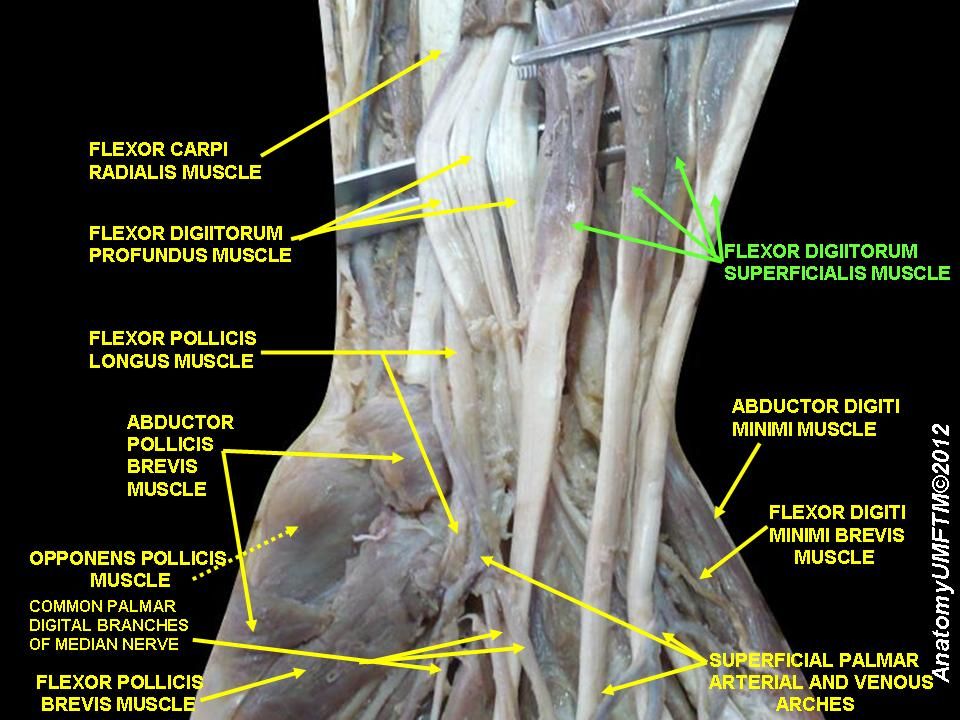 FLEXOR CARPI
RADIALIS MUSCLE
FLEXOR DIGIITORUM
PROFUNDUS MUSCLE
FLEXOR DIGIITORUM
SUPERFICIALIS MUSCLE
FLEXOR POLLICIS
LONGUS MUSCLE
ABDUCTOR
POLLICIS
BREVIS
MUSCLE
ABDUCTOR DIGITI
MINIMI MUSCLE
FLEXOR DIGITI
MINIMI BREVIS
MUSCLE
OPPONENS POLLICIS
MUSCLE
COMMON PALMAR
DIGITAL BRANCHES
OF MEDIAN NERVE
FLEXOR POLLICIS
BREVIS MUSCLE
SUPERFICIAL PALMAR
ARTERIAL AND VENOUS
ARCHES
AnatomyUMFTM©2012